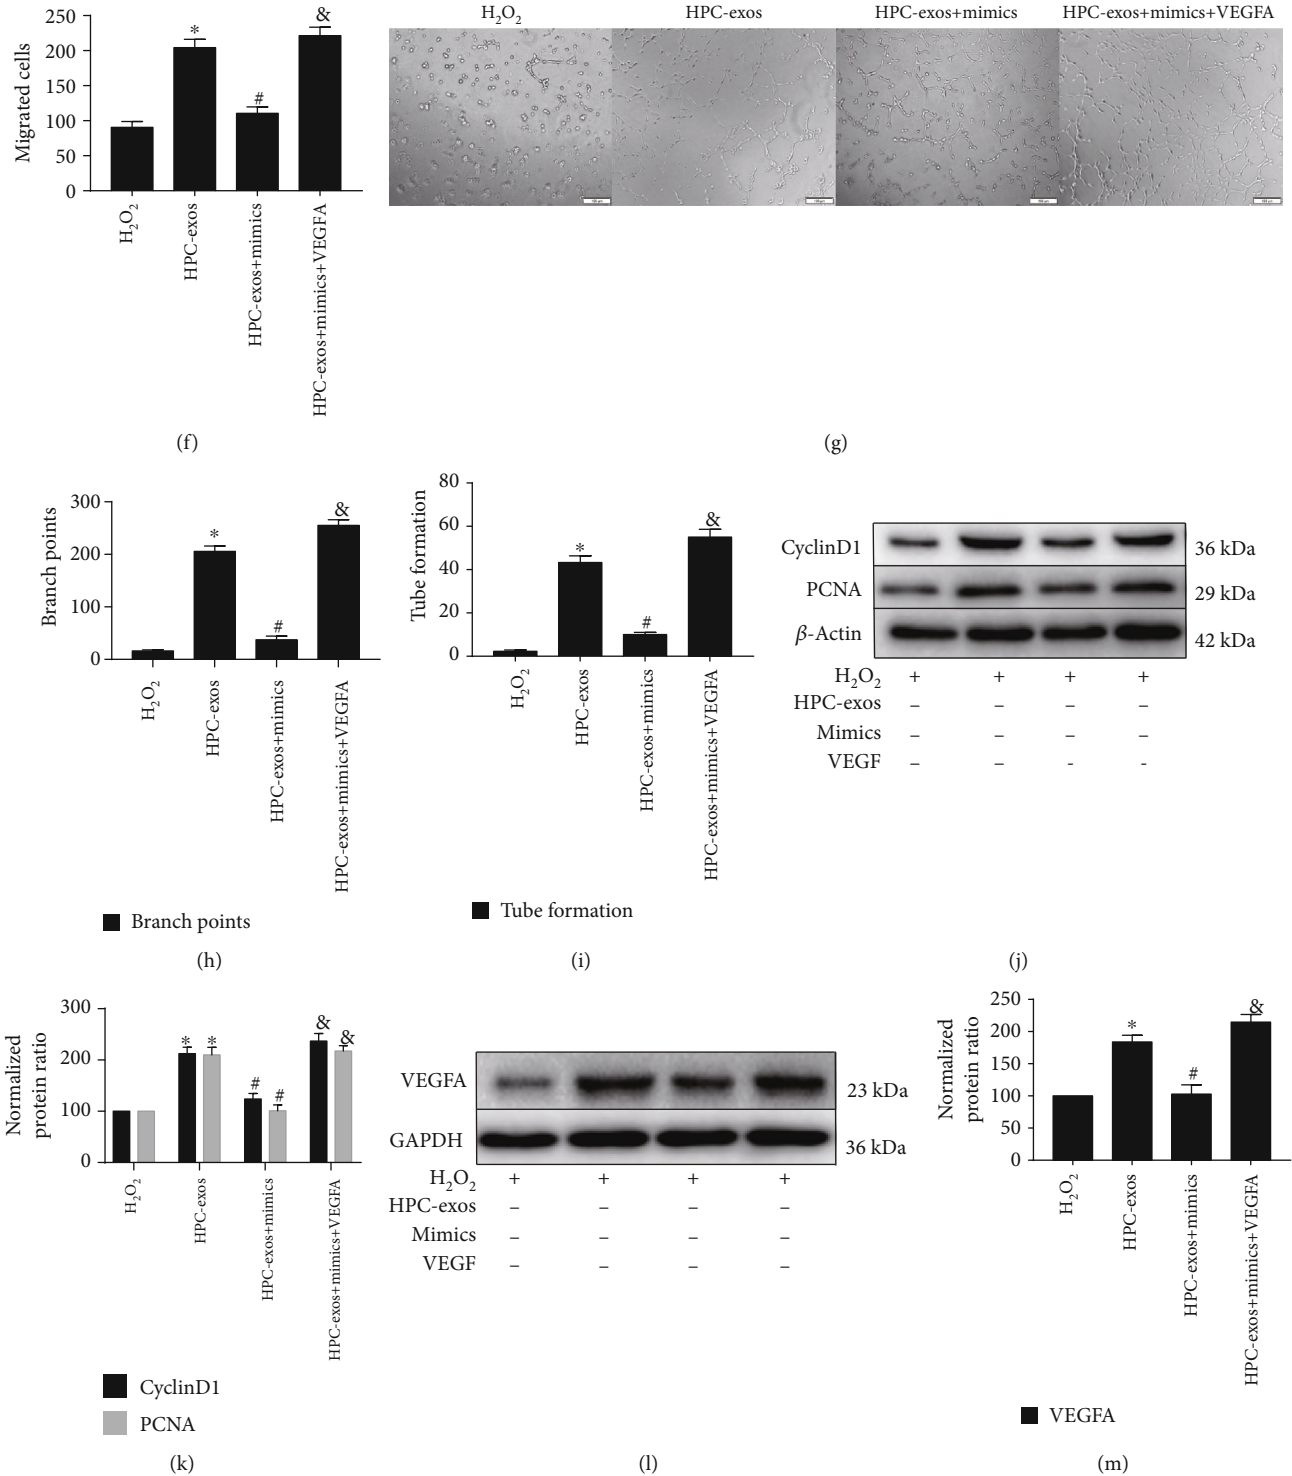 Migrated cells
250
200
150
100
50
0
*
#
&
H2O2
HPC-exos
HPC-exos+mimics
HPC-exos+mimics+VEGFA
(f)
H2O2 HPC-exos HPC-exos+mimics HPC-exos+mimics+VEGFA
(g)
Branch points
300
200
100
0
*
#
&
H2O2
HPC-exos
HPC-exos+mimics
HPC-exos+mimics+VEGFA
Branch points
(h)
Tube formation
80
60
40
20
0
*
#
&
H2O2
HPC-exos
HPC-exos+mimics
HPC-exos+mimics+VEGFA
Tube formation
(i)
CyclinD1 36 kDa
PCNA 29 kDa
β-Actin 42 kDa
H2O2 + + + +
HPC-exos – – – –
Mimics – – – –
VEGF – – - -
(j)
Normalized
protein ratio
300
200
100
0
* *
# #
& &
H2O2
HPC-exos
HPC-exos+mimics
HPC-exos+mimics+VEGFA
CyclinD1
PCNA
(k)
VEGFA 23 kDa
GAPDH 36 kDa
H2O2 + + + +
HPC-exos – – – –
Mimics – – – –
VEGF – – – –
(l)
Normalized
protein ratio
250
200
150
100
50
0
*
#
&
H2O2
HPC-exos
HPC-exos+mimics
HPC-exos+mimics+VEGFA
VEGFA
(m)